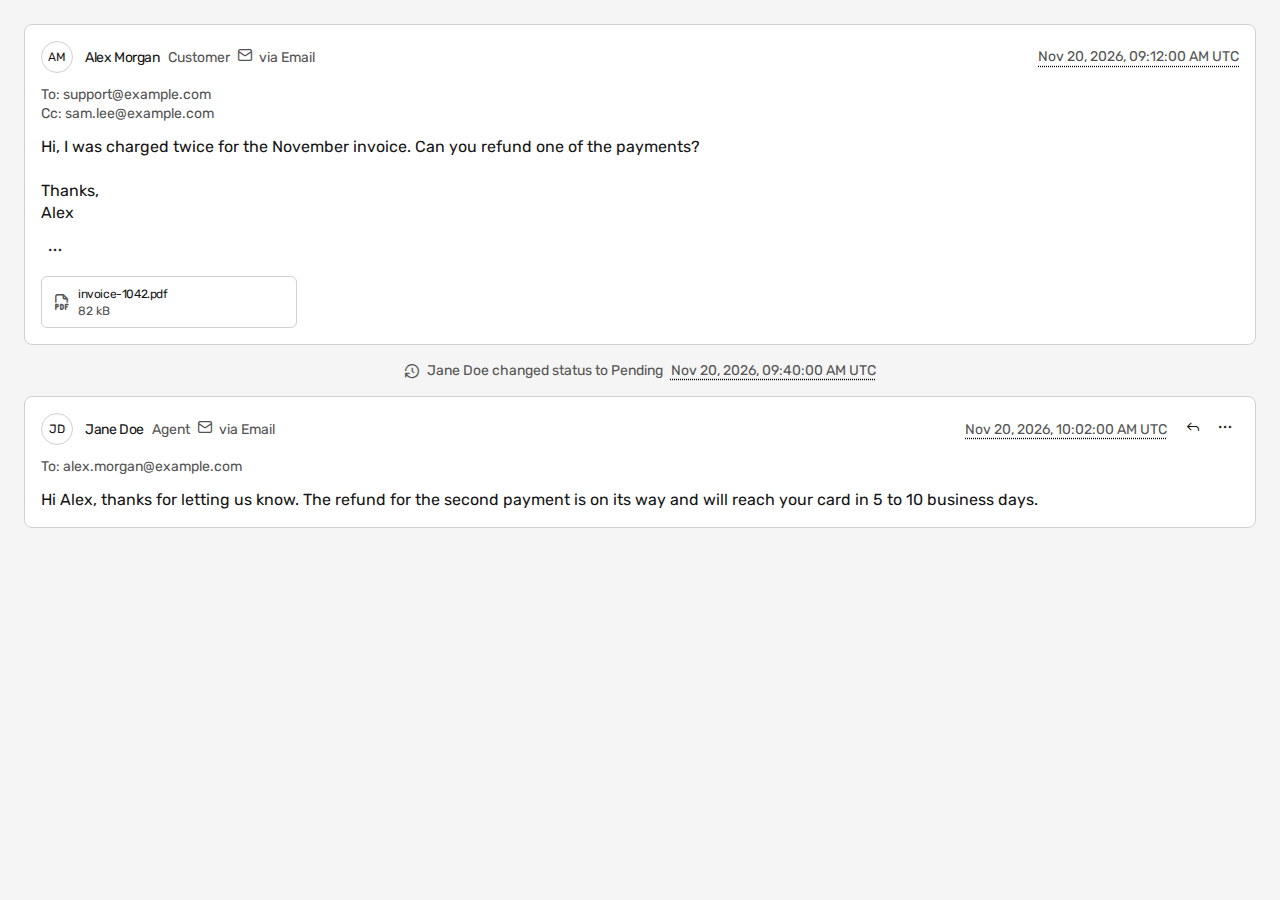 AM Alex Morgan Customer via Email Nov 20, 2026, 09:12:00 AM UTC
To: support@example.com
Cc: sam.lee@example.com
Hi, I was charged twice for the November invoice. Can you refund one of the payments?
Thanks,
Alex
...
PDF invoice-1042.pdf
82 kB
Jane Doe changed status to Pending Nov 20, 2026, 09:40:00 AM UTC
JD Jane Doe Agent via Email Nov 20, 2026, 10:02:00 AM UTC ...
To: alex.morgan@example.com
Hi Alex, thanks for letting us know. The refund for the second payment is on its way and will reach your card in 5 to 10 business days.